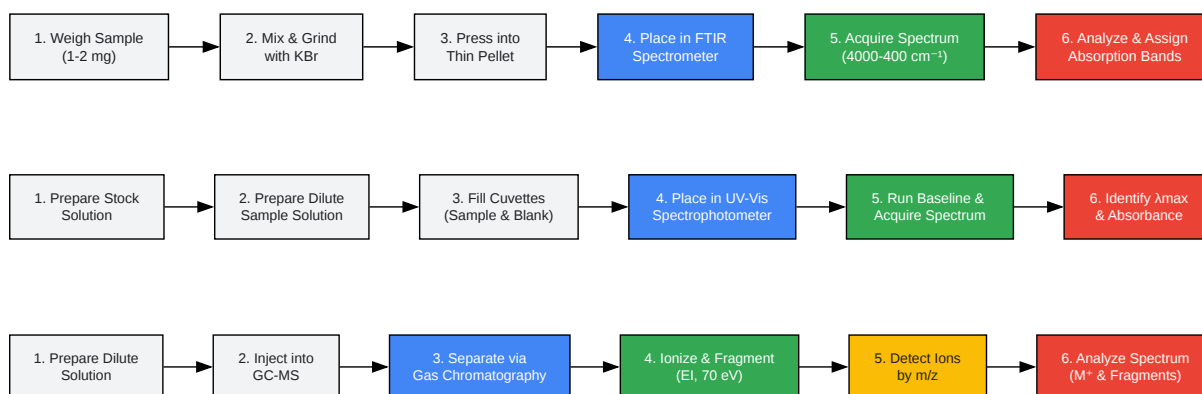 1. Weigh Sample
(1-2 mg)
2. Mix & Grind
with KBr
3. Press into
Thin Pellet
4. Place in FTIR
Spectrometer
5. Acquire Spectrum
(4000-400 cm⁻¹)
6. Analyze & Assign
Absorption Bands
1. Prepare Stock
Solution
2. Prepare Dilute
Sample Solution
3. Fill Cuvettes
(Sample & Blank)
4. Place in UV-Vis
Spectrophotometer
5. Run Baseline &
Acquire Spectrum
6. Identify λmax
& Absorbance
1. Prepare Dilute
Solution
2. Inject into
GC-MS
3. Separate via
Gas Chromatography
4. Ionize & Fragment
(EI, 70 eV)
5. Detect Ions
by m/z
6. Analyze Spectrum
(M⁺ & Fragments)